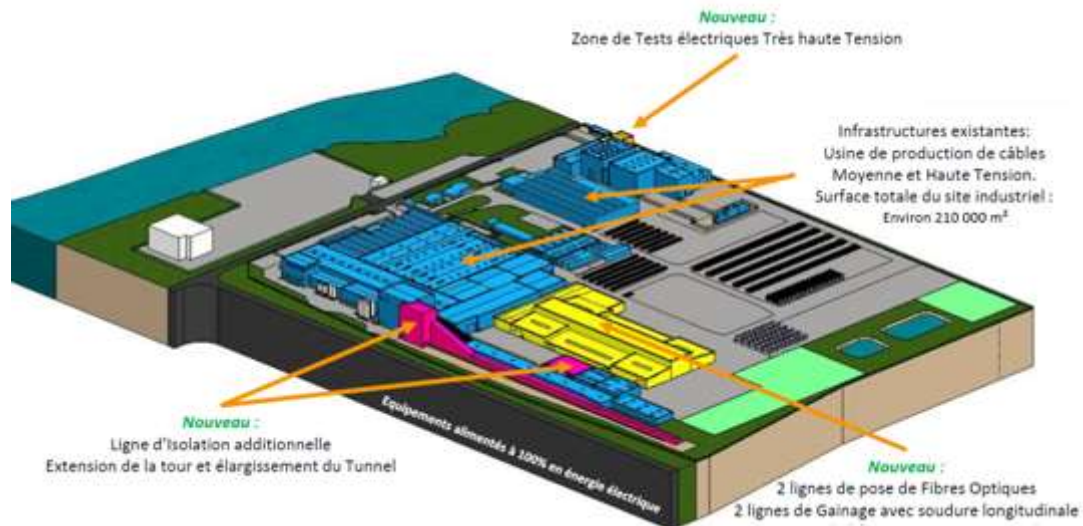 Nouveau :
Zone de Tests électriques Très haute Tension
Infrastructures existantes:
Usine de production de câbles
Moyenne et Haute Tension.
Surface totale du site industriel :
Environ 210 000 m²
Nouveau :
Ligne d'Isolation additionnelle
Extension de la tour et élargissement du Tunnel
Equipements alimentés à 100% en énergie électrique
Nouveau :
2 lignes de pose de Fibres Optiques
2 lignes de Gainage avec soudure longitudinale